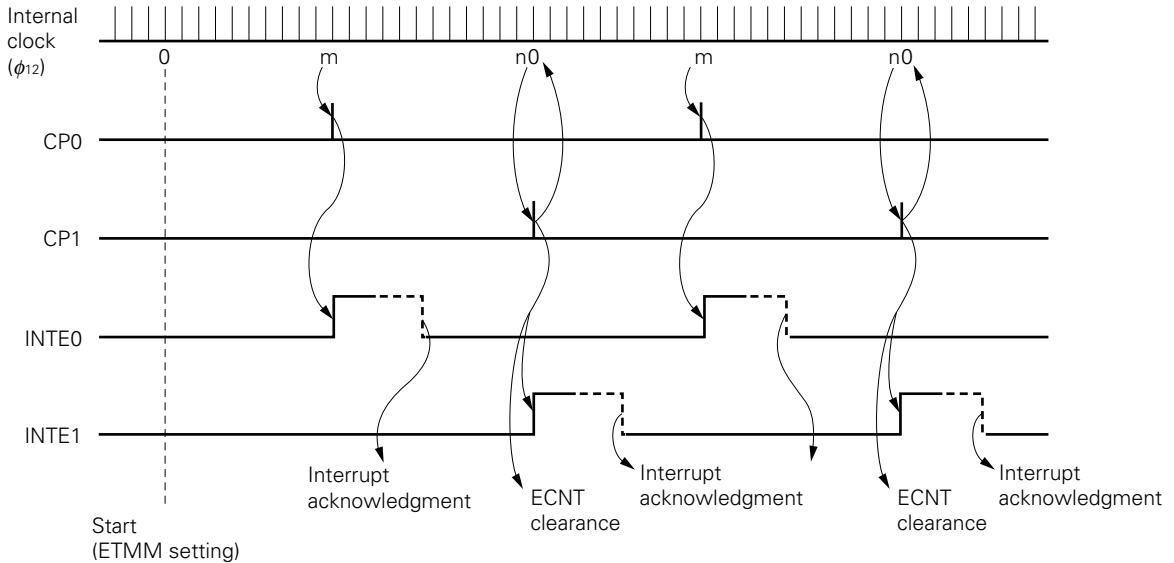 Internal
clock
(ϕ12)
0
m
n0
m
n0
CP0
CP1
INTE0
INTE1
Interrupt
acknowledgment
ECNT
clearance
Interrupt
acknowledgment
ECNT
clearance
Interrupt
acknowledgment
Start
(ETMM setting)